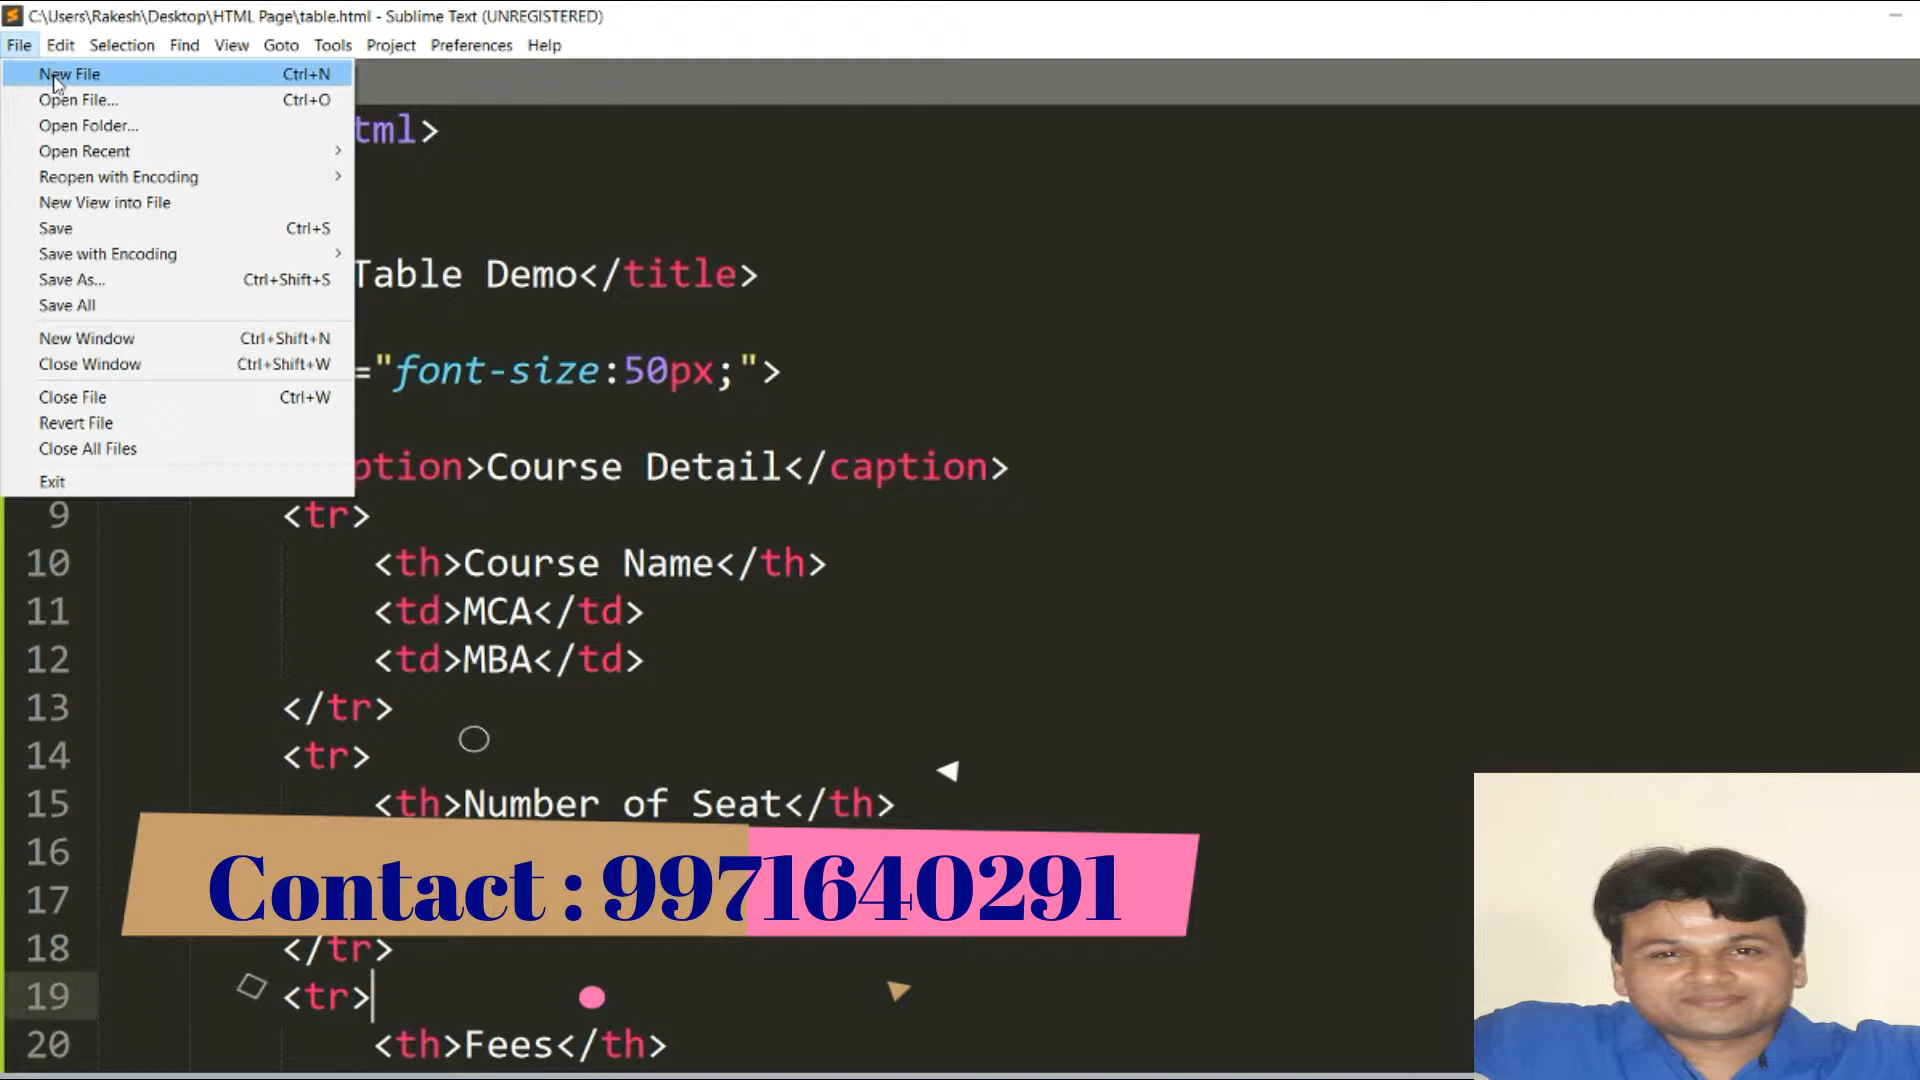 C:\Users\Rakesh\Desktop\HTML Page\table.html - Sublime Text (UNREGISTERED)
File Edit Selection Find View Goto Tools Project Preferences Help
New File Ctrl+N
Open File... Ctrl+O
Open Folder...
Open Recent
Reopen with Encoding
New View into File
Save Ctrl+S
Save with Encoding
Save As... Ctrl+Shift+S
Save All
New Window Ctrl+Shift+N
Close Window Ctrl+Shift+W
Close File Ctrl+W
Revert File
Close All Files
Exit
tml>
Table Demo</title>
="font-size:50px;">
ption>Course Detail</caption>
9 <tr>
10 <th>Course Name</th>
11 <td>MCA</td>
12 <td>MBA</td>
13 </tr>
14 <tr>
15 <th>Number of Seat</th>
16
17
18 </tr>
19 <tr>
20 <th>Fees</th>
Contact : 9971640291